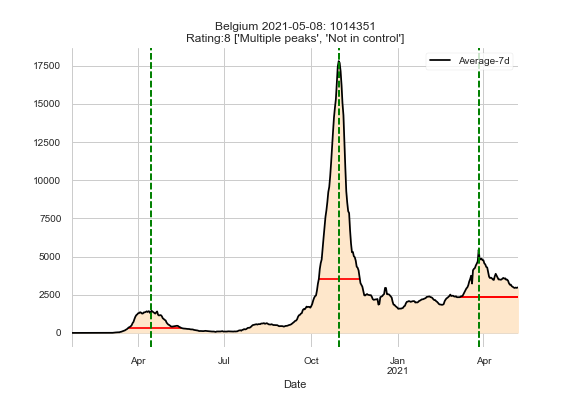 Belgium 2021-05-08: 1014351
Rating:8 ['Multiple peaks', 'Not in control']
Average-7d
17500
15000
12500
10000
7500
5000
2500
0
Apr
Jul
Oct
Jan
2021
Apr
Date